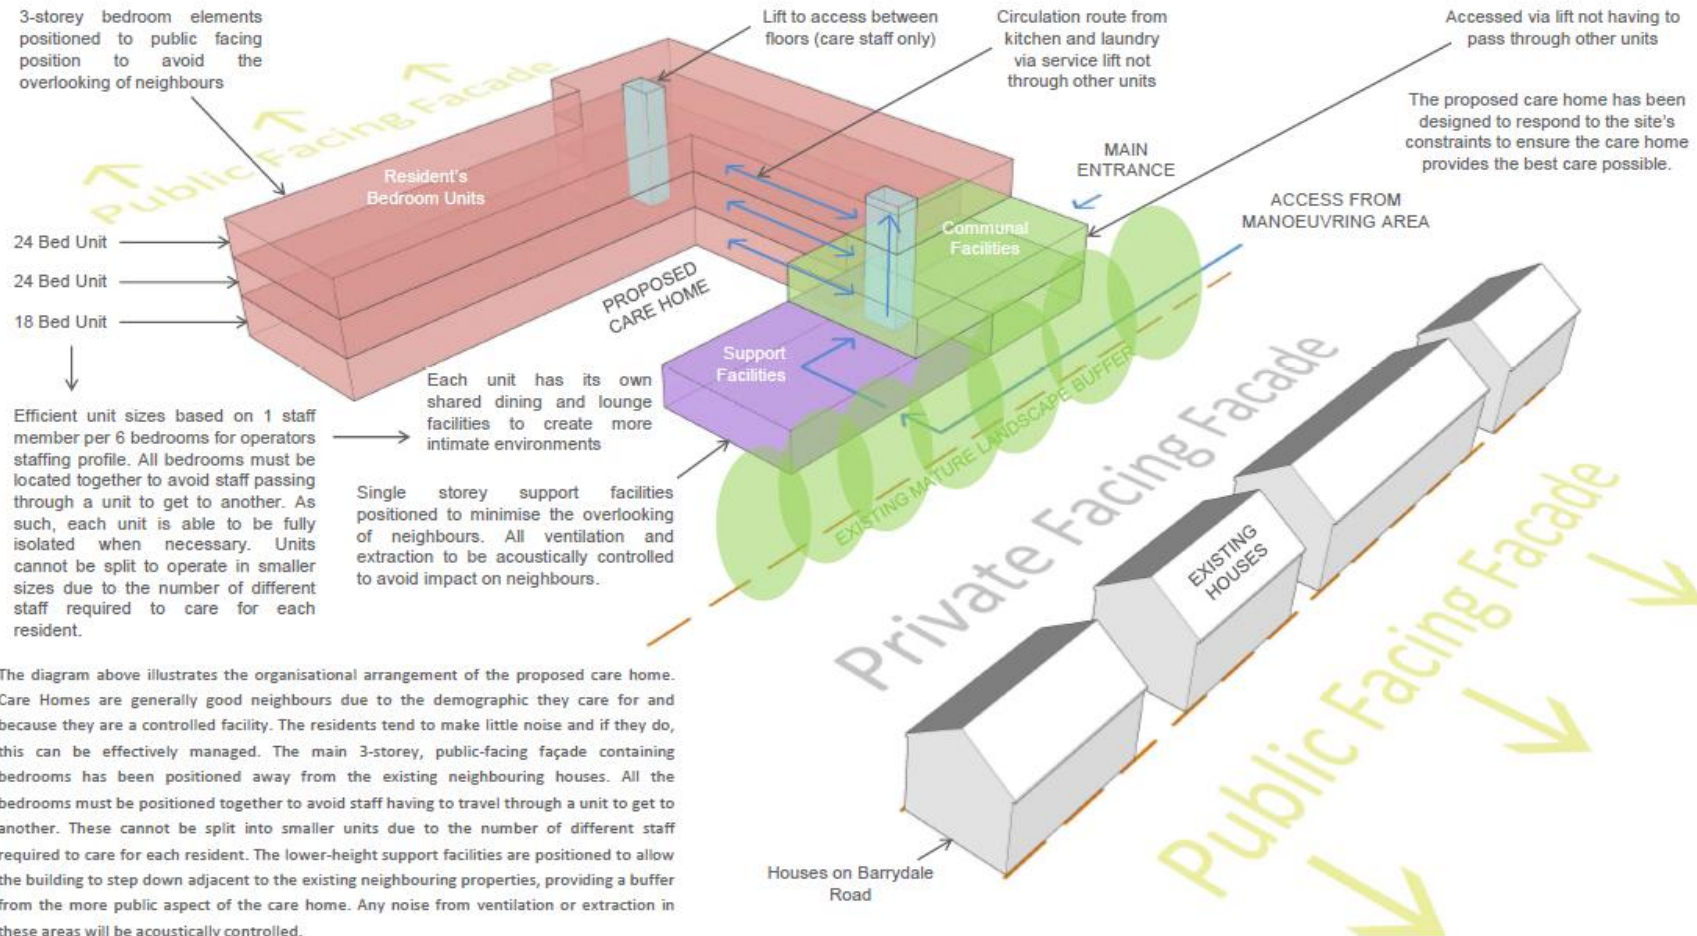 3-storey bedroom elements
positioned to public facing
position to avoid the
overlooking of neighbours
Lift to access between
floors (care staff only)
Circulation route from
kitchen and laundry
via service lift not
through other units
Accessed via lift not having to
pass through other units
The proposed care home has been
designed to respond to the site's
constraints to ensure the care home
provides the best care possible.
Public Facing Facade
MAIN
ENTRANCE
ACCESS FROM
MANOEUVRING AREA
Resident's
Bedroom Units
Communal
Facilities
24 Bed Unit
24 Bed Unit
18 Bed Unit
PROPOSED
CARE HOME
Support
Facilities
Efficient unit sizes based on 1 staff
member per 6 bedrooms for operators
staffing profile. All bedrooms must be
located together to avoid staff passing
through a unit to get to another. As
such, each unit is able to be fully
isolated when necessary. Units
cannot be split to operate in smaller
sizes due to the number of different
staff required to care for each
resident.
Each unit has its own
shared dining and lounge
facilities to create more
intimate environments
Single storey support facilities
positioned to minimise the overlooking
of neighbours. All ventilation and
extraction to be acoustically controlled
to avoid impact on neighbours.
EXISTING MATURE LANDSCAPE BUFFER
Private Facing Facade
EXISTING
HOUSES
Public Facing Facade
Houses on Barrydale
Road
The diagram above illustrates the organisational arrangement of the proposed care home.
Care Homes are generally good neighbours due to the demographic they care for and
because they are a controlled facility. The residents tend to make little noise and if they do,
this can be effectively managed. The main 3-storey, public-facing façade containing
bedrooms has been positioned away from the existing neighbouring houses. All the
bedrooms must be positioned together to avoid staff having to travel through a unit to get to
another. These cannot be split into smaller units due to the number of different staff
required to care for each resident. The lower-height support facilities are positioned to allow
the building to step down adjacent to the existing neighbouring properties, providing a buffer
from the more public aspect of the care home. Any noise from ventilation or extraction in
these areas will be acoustically controlled.